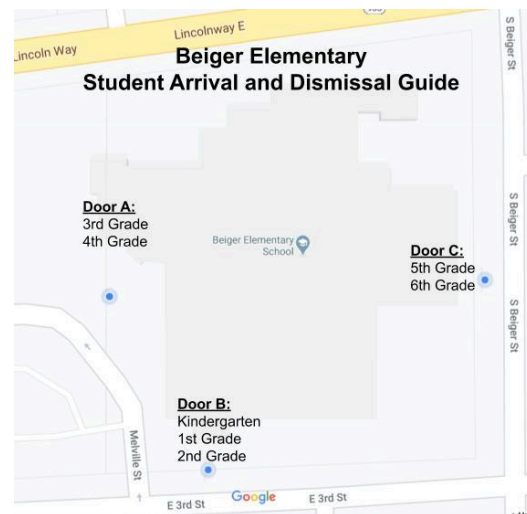 Lincolnway E
Lincoln Way
Beiger Elementary
Student Arrival and Dismissal Guide
S Beiger St
Door A:
3rd Grade
4th Grade
Beiger Elementary
School
S Beiger St
Door C:
5th Grade
6th Grade
S Beiger St
Door B:
Kindergarten
1st Grade
2nd Grade
Melville St
E 3rd St
Google
E 3rd St